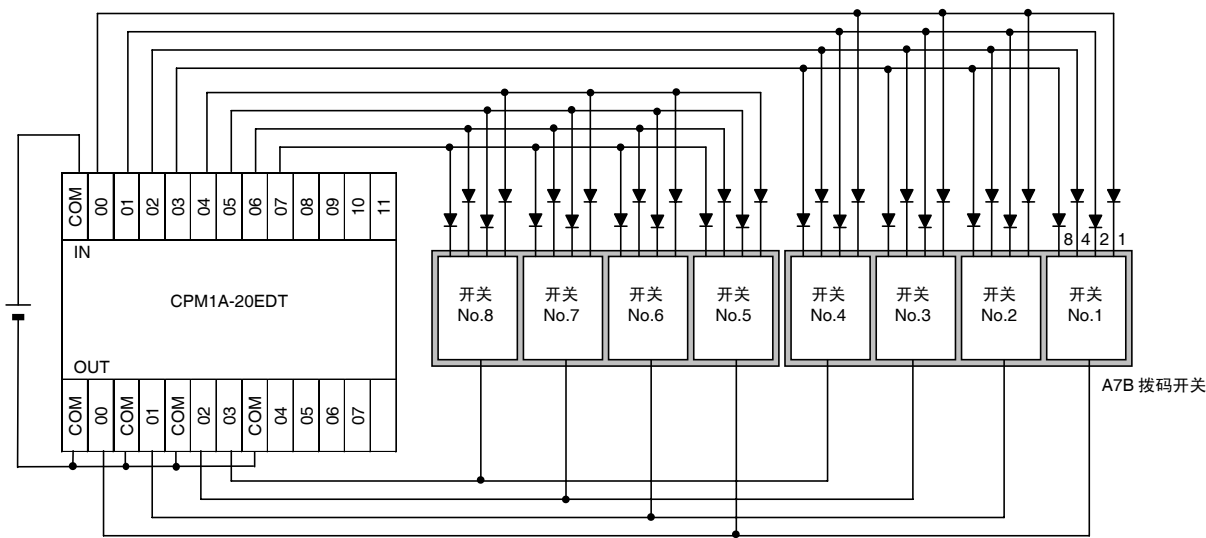 COM 00 01 02 03 04 05 06 07 08 09 10 11
IN
CPM1A-20EDT
OUT
COM 00 COM 01 COM 02 03 COM 04 05 06 07
8 4 2 1
开关 No.8
开关 No.7
开关 No.6
开关 No.5
开关 No.4
开关 No.3
开关 No.2
开关 No.1
A7B 拨码开关